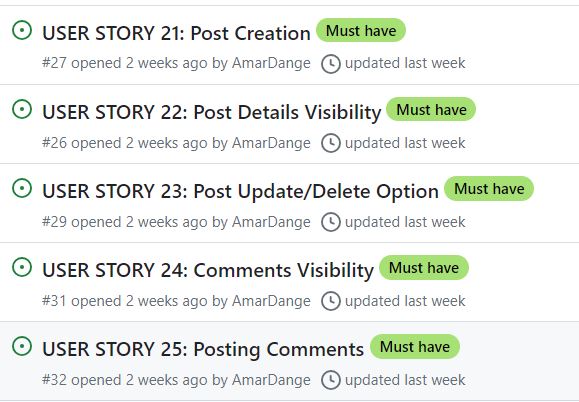 USER STORY 21: Post Creation Must have
#27 opened 2 weeks ago by AmarDange updated last week
USER STORY 22: Post Details Visibility Must have
#26 opened 2 weeks ago by AmarDange updated last week
USER STORY 23: Post Update/Delete Option Must have
#29 opened 2 weeks ago by AmarDange updated last week
USER STORY 24: Comments Visibility Must have
#31 opened 2 weeks ago by AmarDange updated last week
USER STORY 25: Posting Comments Must have
#32 opened 2 weeks ago by AmarDange updated last week